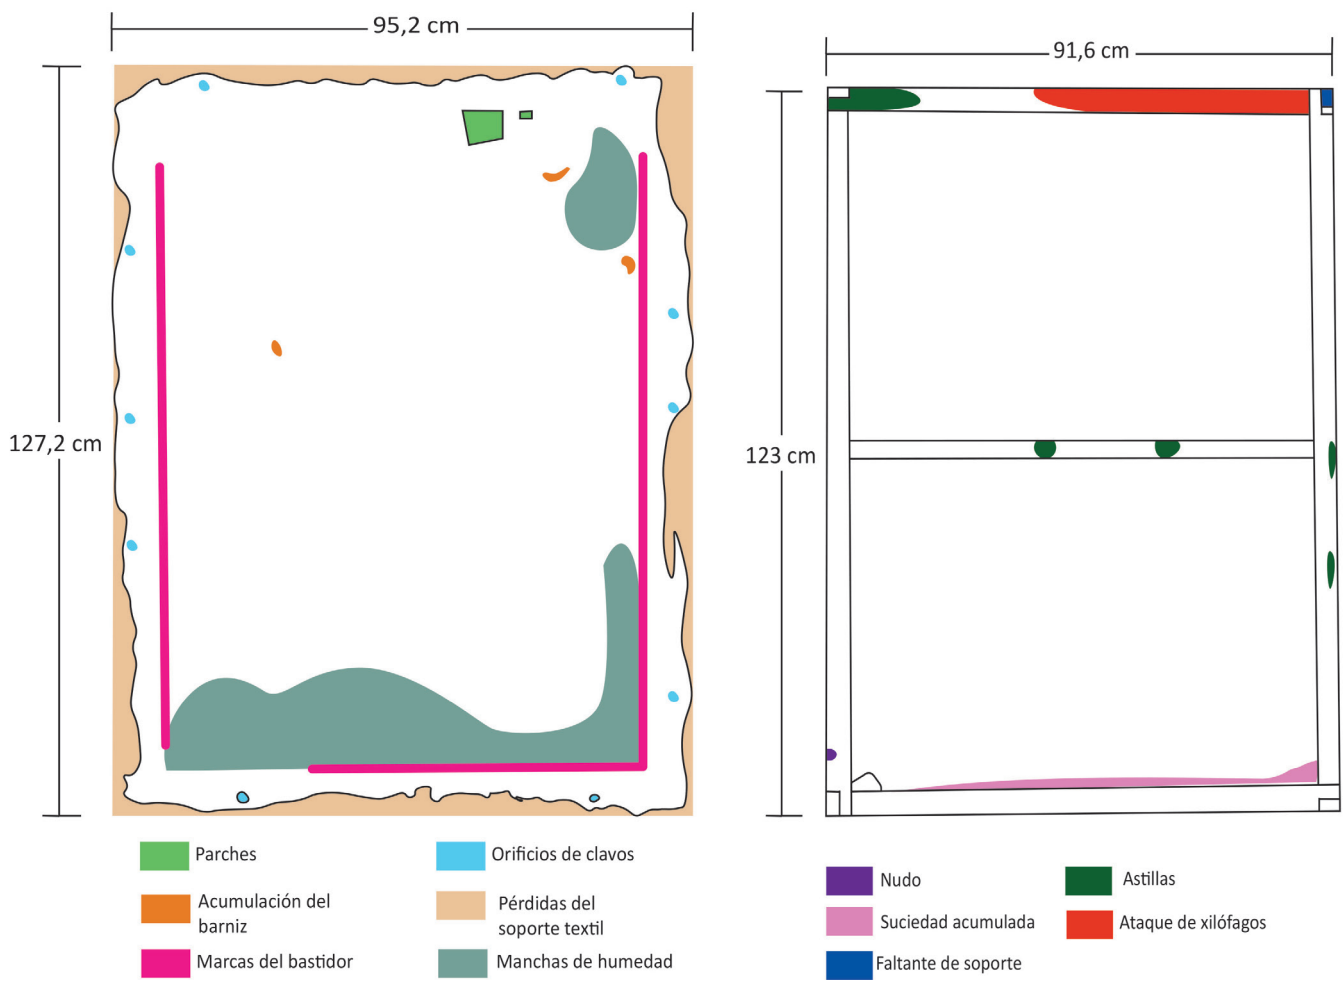 95,2 cm
91,6 cm
127,2 cm
123 cm
Parches
Orificios de clavos
Acumulación del
barniz
Pérdidas del
soporte textil
Marcas del bastidor
Manchas de humedad
Nudo
Astillas
Suciedad acumulada
Ataque de xilófagos
Faltante de soporte